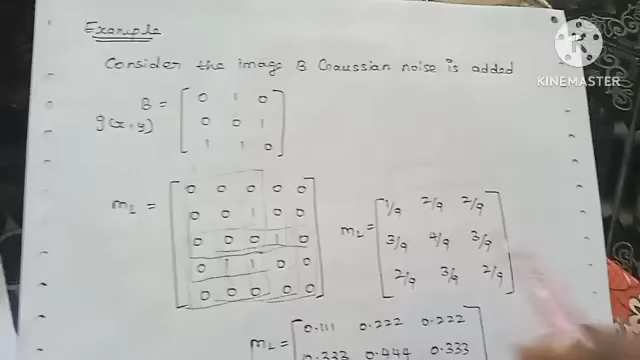 Example
Consider the image B Gaussian noise is added
KINEMASTER
B = g(x,y)
0 1 0
0 0 1
1 1 0
mL =
0 0 0 0 0
0 0 1 0 0
0 0 0 1 0
0 1 1 0 0
0 0 0 0 0
mL =
1/9 2/9 2/9
3/9 4/9 3/9
2/9 3/9 2/9
mL =
0.111 0.222 0.222
0.333 0.444 0.333